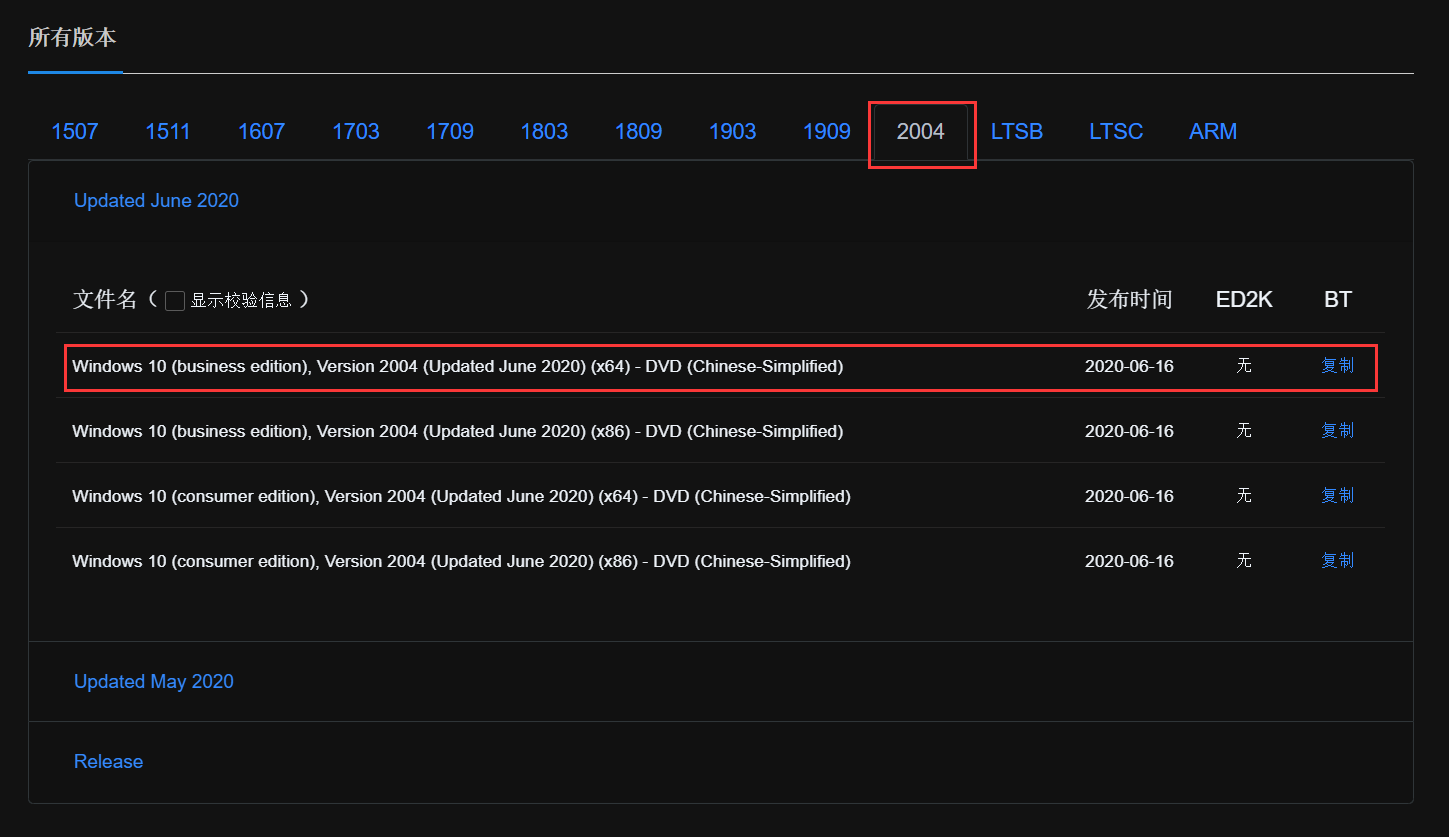 所有版本
1507 1511 1607 1703 1709 1803 1809 1903 1909 2004 LTSB LTSC ARM
Updated June 2020
文件名（ 显示校验信息 ） 发布时间 ED2K BT
Windows 10 (business edition), Version 2004 (Updated June 2020) (x64) - DVD (Chinese-Simplified) 2020-06-16 无 复制
Windows 10 (business edition), Version 2004 (Updated June 2020) (x86) - DVD (Chinese-Simplified) 2020-06-16 无 复制
Windows 10 (consumer edition), Version 2004 (Updated June 2020) (x64) - DVD (Chinese-Simplified) 2020-06-16 无 复制
Windows 10 (consumer edition), Version 2004 (Updated June 2020) (x86) - DVD (Chinese-Simplified) 2020-06-16 无 复制
Updated May 2020
Release